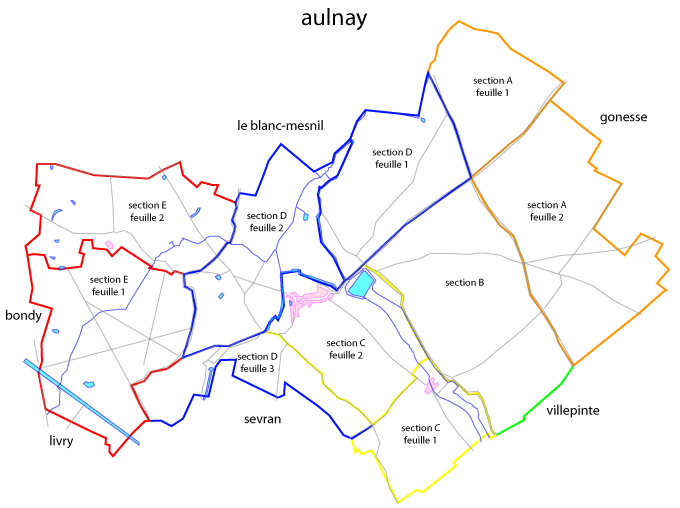 aulnay
section A
feuille 1
gonesse
le blanc-mesnil
section D
feuille 1
section E
feuille 2
section D
feuille 2
section A
feuille 2
section E
feuille 1
section B
bondy
section C
feuille 2
section D
feuille 3
villepinte
sevran
section C
feuille 1
livry